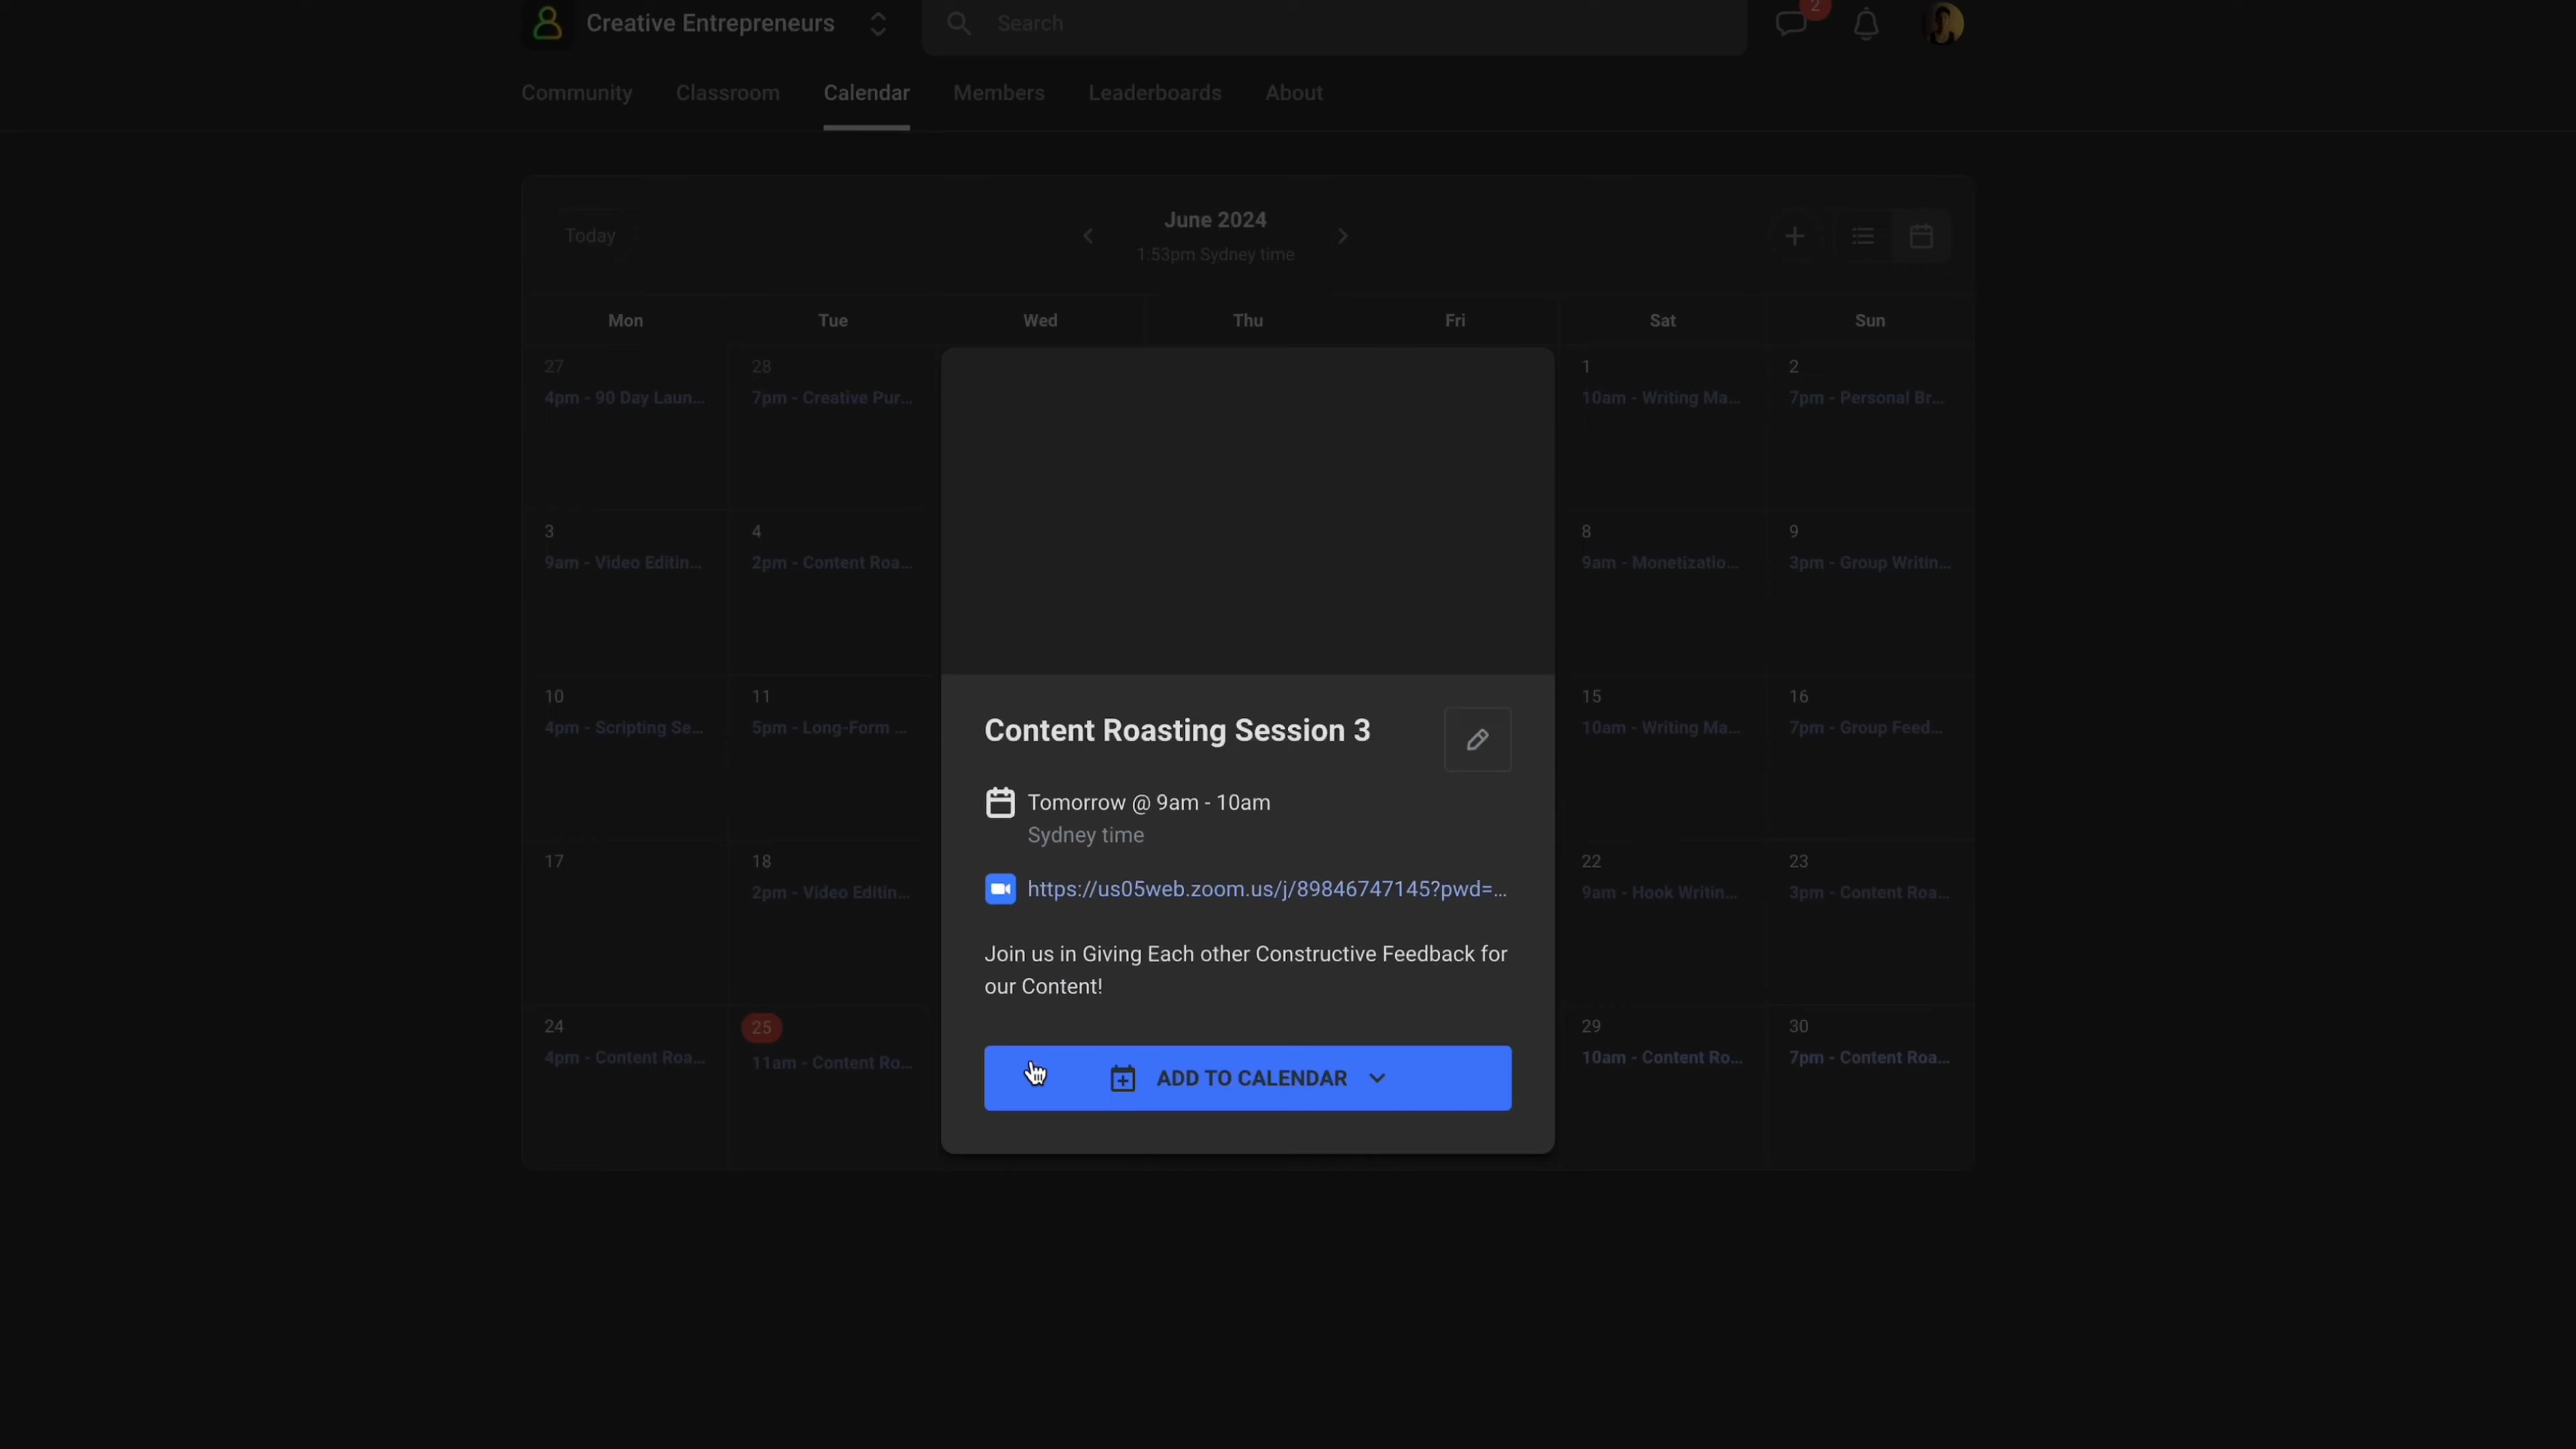 Creative Entrepreneurs
Search
2
Community Classroom Calendar Members Leaderboards About
Today
June 2024
1:53pm Sydney time
Mon Tue Wed Thu Fri Sat Sun
27 28 1 2
4pm - 90 Day Laun... 7pm - Creative Pur... 10am - Writing Ma... 7pm - Personal Br...
3 4 8 9
9am - Video Editin... 2pm - Content Roa... 9am - Monetizatio... 3pm - Group Writin...
10 11 15 16
4pm - Scripting Se... 5pm - Long-Form ... 10am - Writing Ma... 7pm - Group Feed...
17 18 22 23
2pm - Video Editin... 9am - Hook Writin... 3pm - Content Roa...
24 25 29 30
4pm - Content Roa... 11am - Content Ro... 10am - Content Ro... 7pm - Content Roa...
Content Roasting Session 3
Tomorrow @ 9am - 10am
Sydney time
https://us05web.zoom.us/j/89846747145?pwd=...
Join us in Giving Each other Constructive Feedback for
our Content!
ADD TO CALENDAR